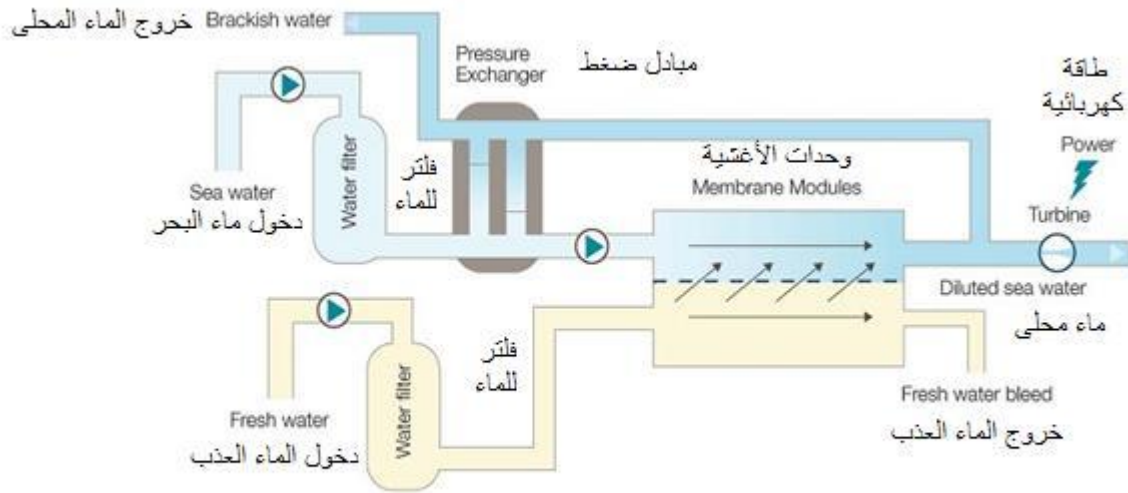 خروج الماء المحلى
Brackish water
Pressure
Exchanger
مبادل ضغط
طاقة
كهربائية
Power
Turbine
Sea water
دخول ماء البحر
Water filter
فلتر
للماء
وحدات الأغشية
Membrane Modules
Diluted sea water
ماء محلى
Fresh water
دخول الماء العذب
Water filter
فلتر
للماء
Fresh water bleed
خروج الماء العذب